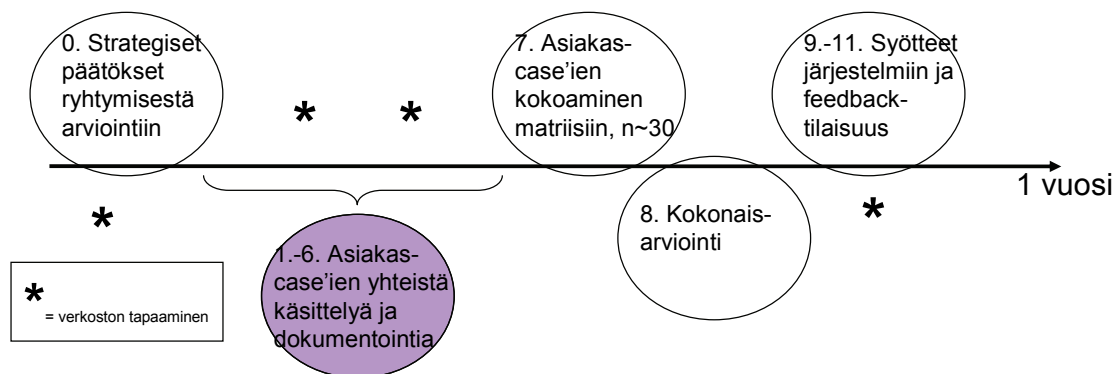 0. Strategiset
päätökset
ryhtymisestä
arviointiin
*
*
7. Asiakas-
case'ien
kokoaminen
matriisiin, n~30
9.-11. Syötteet
järjestelmiin ja
feedback-
tilaisuus
1 vuosi
*
1.-6. Asiakas-
case'ien yhteistä
käsittelyä ja
dokumentointia
8. Kokonais-
arviointi
*
* = verkoston tapaaminen